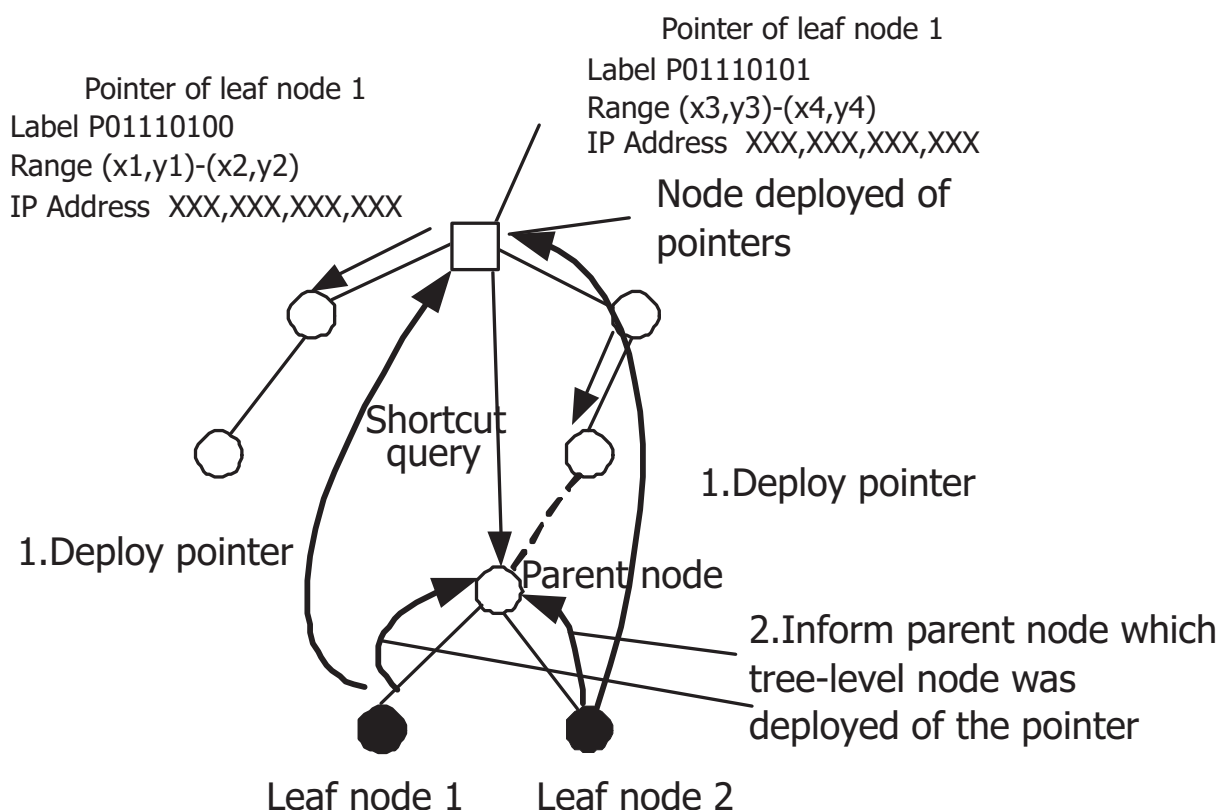 Pointer of leaf node 1
Label P01110100
Range (x1,y1)-(x2,y2)
IP Address XXX,XXX,XXX,XXX
Pointer of leaf node 1
Label P01110101
Range (x3,y3)-(x4,y4)
IP Address XXX,XXX,XXX,XXX
Node deployed of
pointers
Shortcut
query
1.Deploy pointer
1.Deploy pointer
Parent node
2.Inform parent node which
tree-level node was
deployed of the pointer
Leaf node 1
Leaf node 2